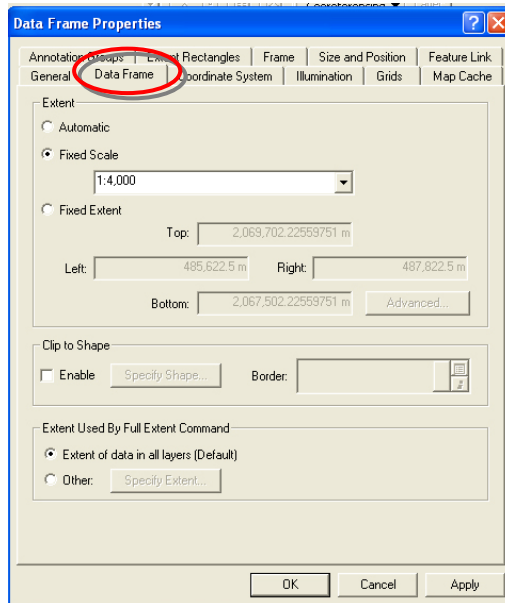 Data Frame Properties
Annotation Groups Extent Rectangles Frame Size and Position Feature Link
General Data Frame Coordinate System Illumination Grids Map Cache
Extent
Automatic
Fixed Scale
1:4,000
Fixed Extent
Top: 2,069,702.22559751 m
Left: 485,622.5 m Right: 487,822.5 m
Bottom: 2,067,502.22559751 m Advanced...
Clip to Shape
Enable Specify Shape... Border:
Extent Used By Full Extent Command
Extent of data in all layers (Default)
Other: Specify Extent...
OK Cancel Apply